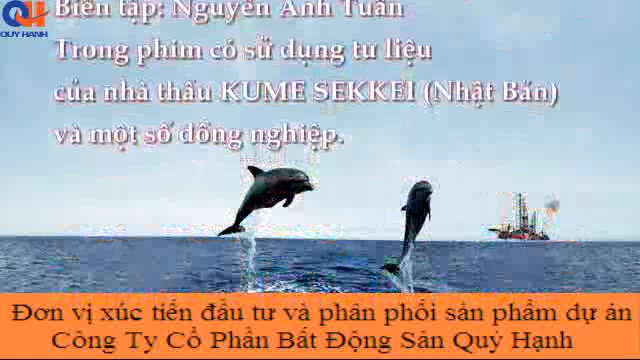 QH
QUÝ HẠNH
Biên tập: Nguyễn Anh Tuấn
Trong phim có sử dụng tư liệu
của nhà thầu KUME SEKKEI (Nhật Bản)
và một số đồng nghiệp.
Đơn vị xúc tiến đầu tư và phân phối sản phẩm dự án
Công Ty Cổ Phần Bất Động Sản Quý Hạnh